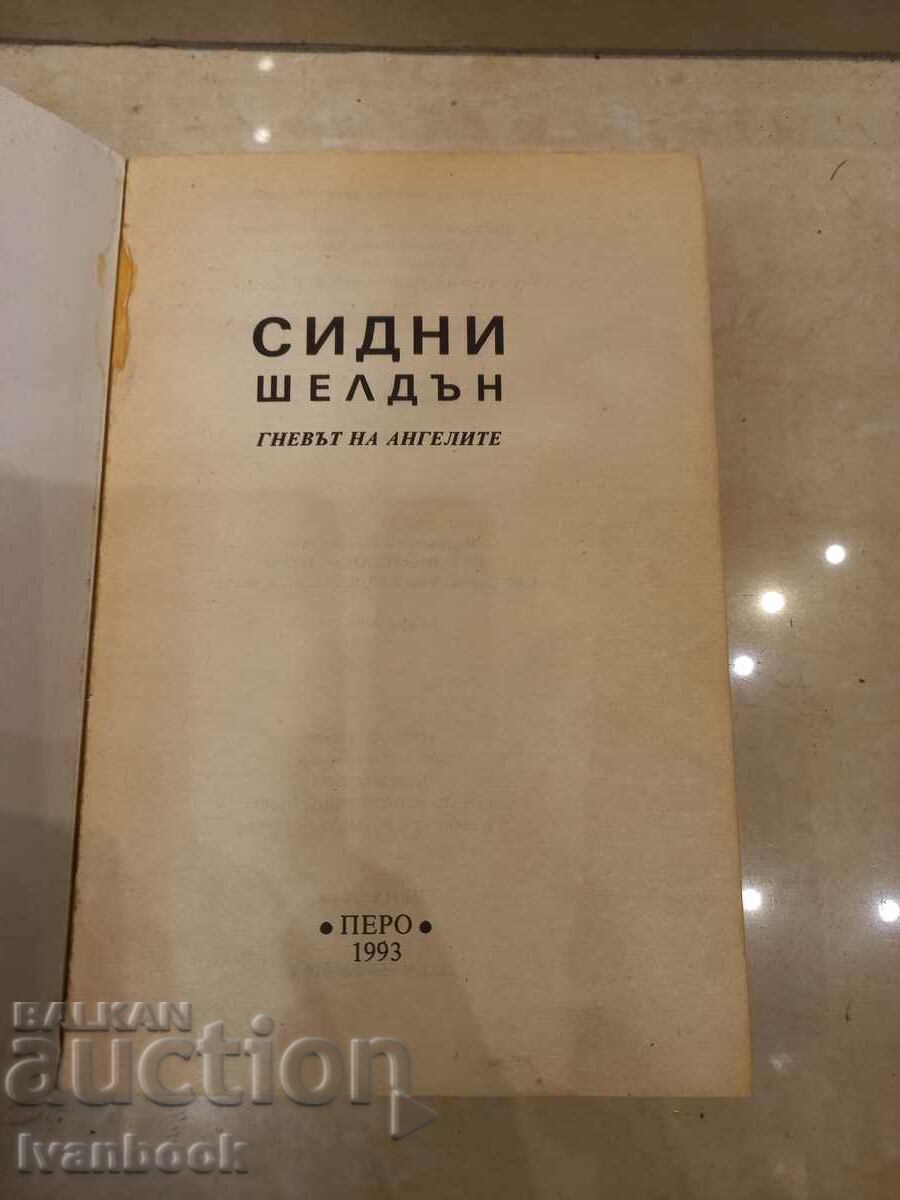 СИДНИ
ШЕЛДЪН
ГНЕВЪТ НА АНГЕЛИТЕ
• ПЕРО •
1993
BALKAN
auction
Ivanbook